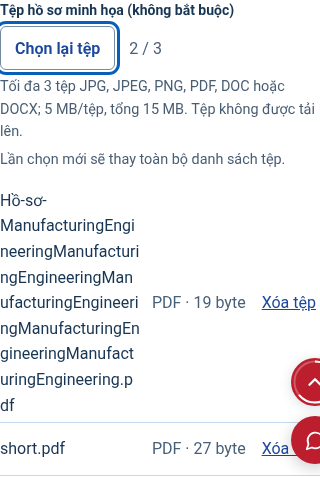 Tệp hồ sơ minh họa (không bắt buộc)
Chọn lại tệp 2 / 3
Tối đa 3 tệp JPG, JPEG, PNG, PDF, DOC hoặc
DOCX; 5 MB/tệp, tổng 15 MB. Tệp không được tải
lên.
Lần chọn mới sẽ thay toàn bộ danh sách tệp.
Hồ-sơ-
ManufacturingEngi
neeringManufacturi
ngEngineeringMan
ufacturingEngineeri PDF · 19 byte Xóa tệp
ngManufacturingEn
gineeringManufact
uringEngineering.p
df
short.pdf PDF · 27 byte Xóa